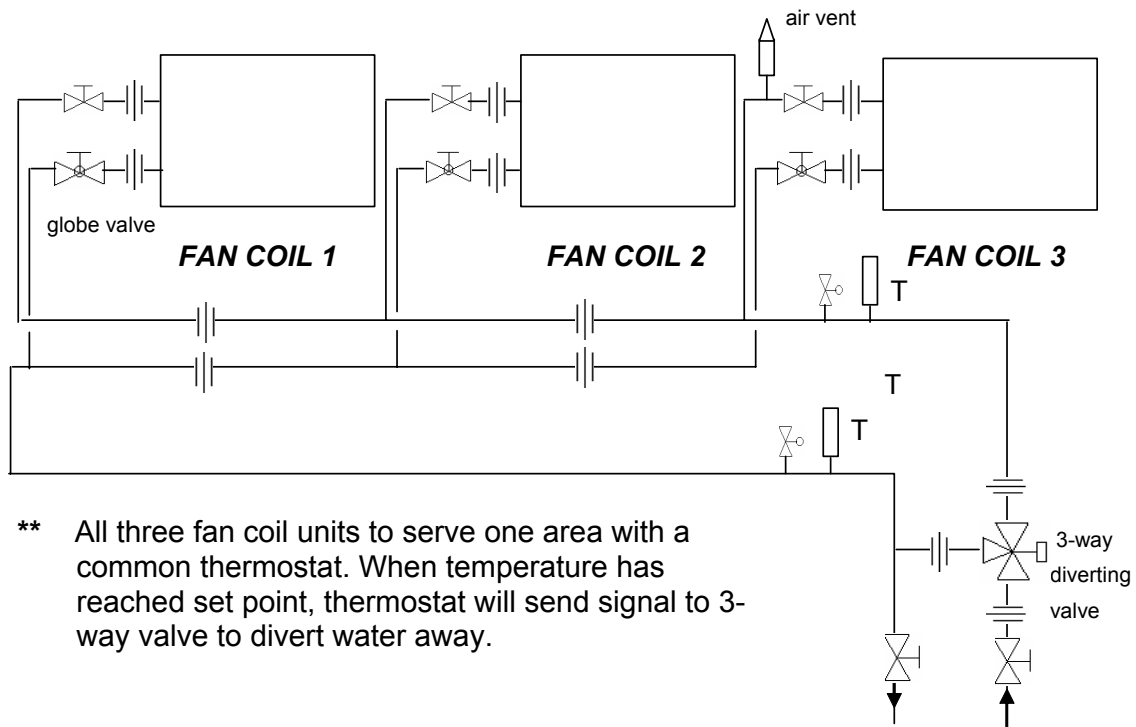 air vent
globe valve
FAN COIL 1
FAN COIL 2
FAN COIL 3
T
T
T
3-way
diverting
valve
** All three fan coil units to serve one area with a
common thermostat. When temperature has
reached set point, thermostat will send signal to 3-
way valve to divert water away.